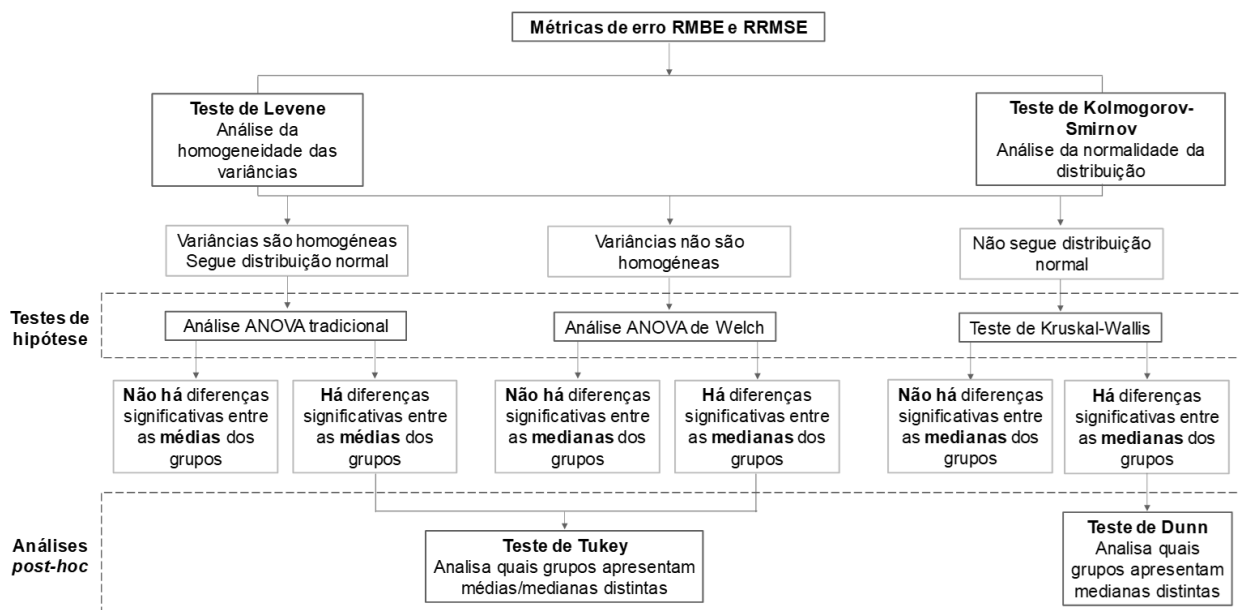 Métricas de erro RMBE e RRMSE
Teste de Levene
Análise da
homogeneidade das
variâncias
Teste de Kolmogorov-
Smirnov
Análise da normalidade da
distribuição
Variâncias são homogéneas
Segue distribuição normal
Variâncias não são
homogéneas
Não segue distribuição
normal
Testes de
hipótese
Análise ANOVA tradicional
Análise ANOVA de Welch
Teste de Kruskal-Wallis
Não há diferenças
significativas entre
as médias dos
grupos
Há diferenças
significativas entre
as médias dos
grupos
Não há diferenças
significativas entre
as medianas dos
grupos
Há diferenças
significativas entre
as medianas dos
grupos
Não há diferenças
significativas entre
as medianas dos
grupos
Há diferenças
significativas entre
as medianas dos
grupos
Análises
post-hoc
Teste de Tukey
Analisa quais grupos apresentam
médias/medianas distintas
Teste de Dunn
Analisa quais
grupos apresentam
medianas distintas